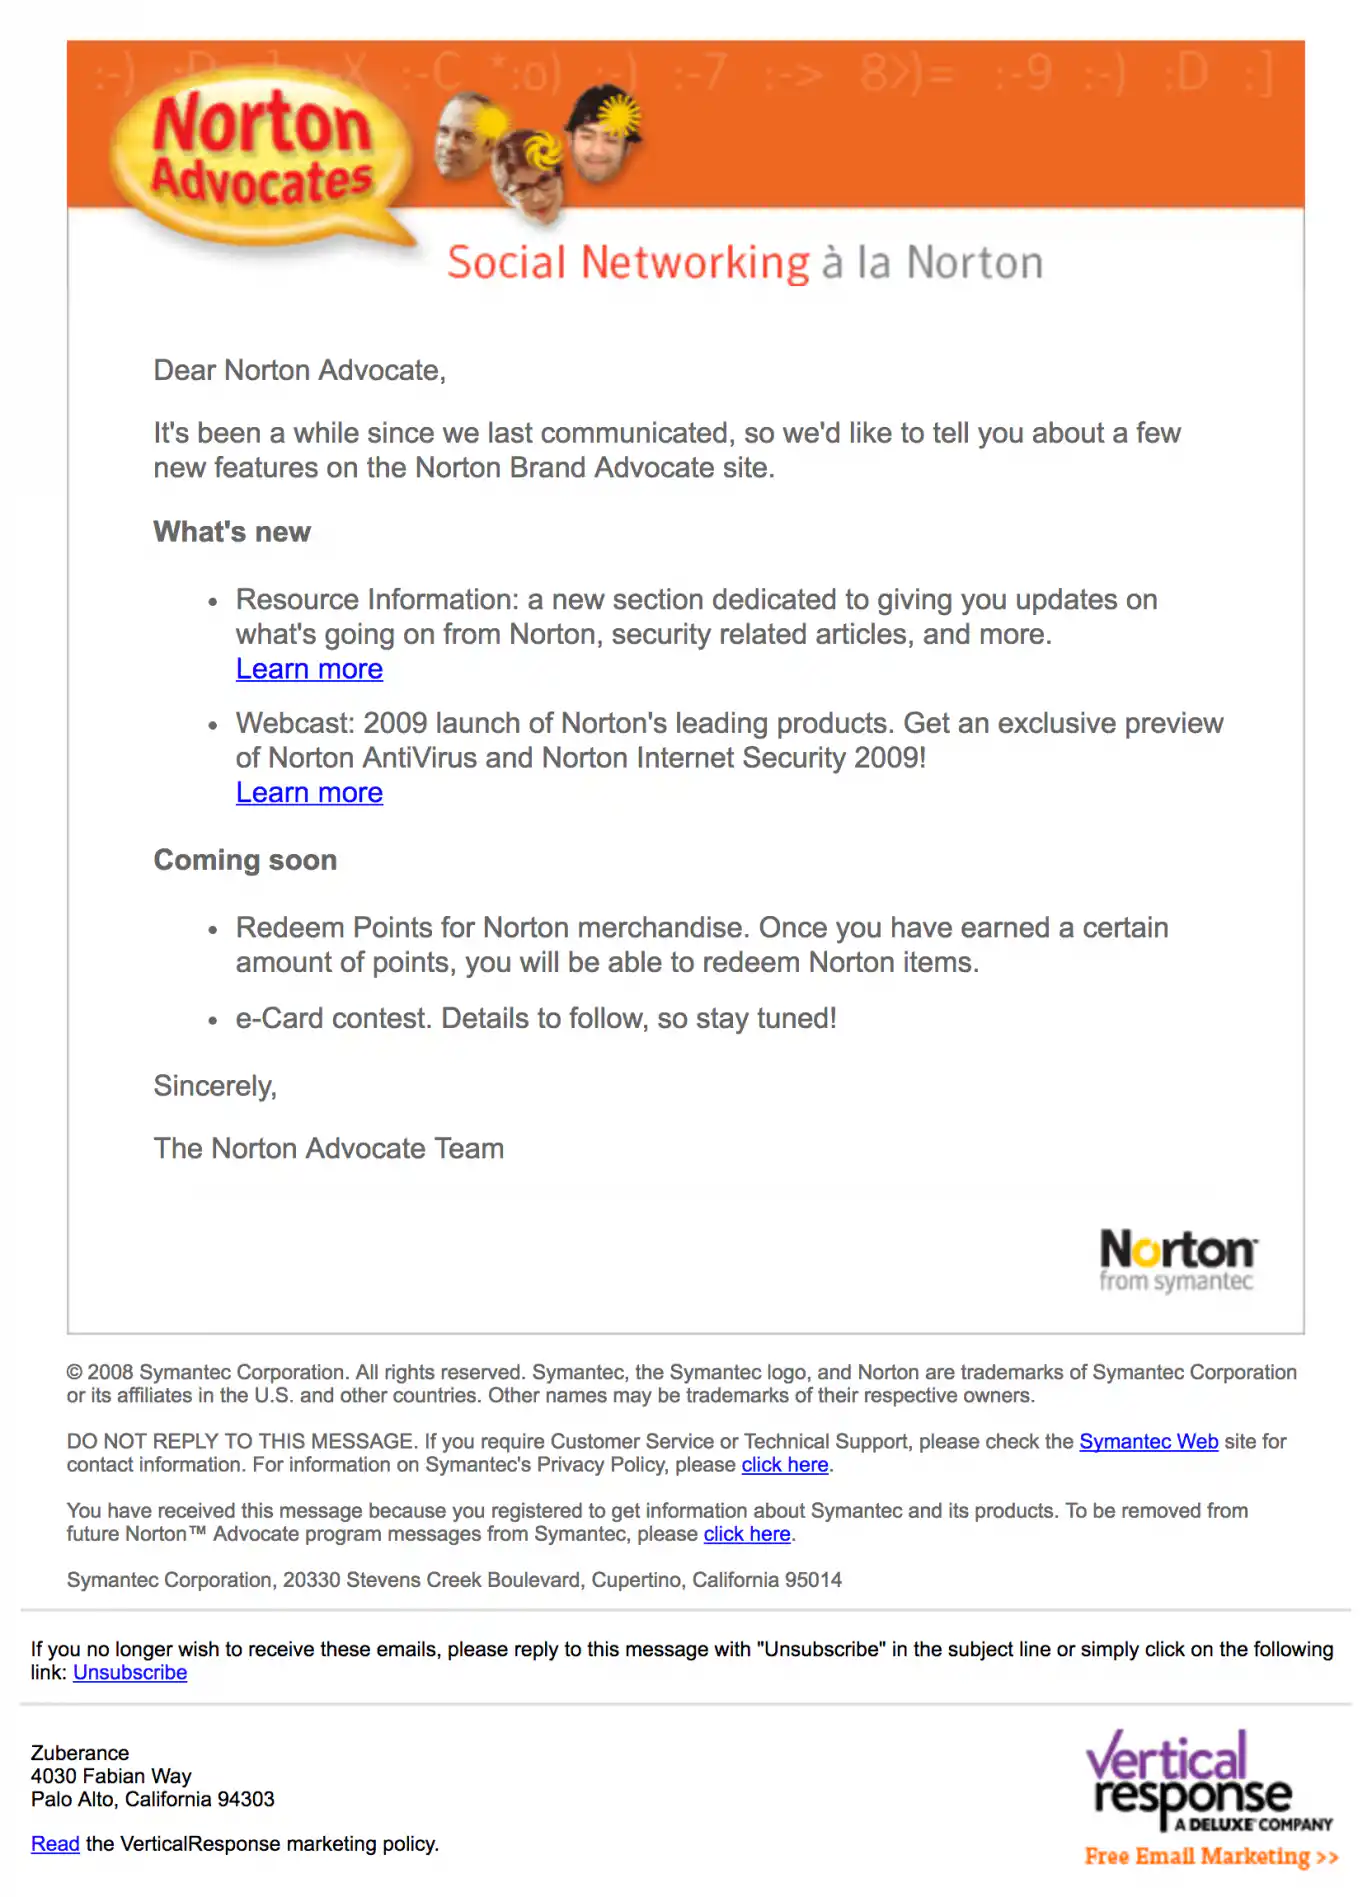 :-) :D :] :-X :-C *:o) :-) :-7 :-> 8>)= :-9 :-) :D :]
Norton
Advocates
Social Networking à la Norton
Dear Norton Advocate,
It's been a while since we last communicated, so we'd like to tell you about a few
new features on the Norton Brand Advocate site.
What's new
• Resource Information: a new section dedicated to giving you updates on
what's going on from Norton, security related articles, and more.
Learn more
• Webcast: 2009 launch of Norton's leading products. Get an exclusive preview
of Norton AntiVirus and Norton Internet Security 2009!
Learn more
Coming soon
• Redeem Points for Norton merchandise. Once you have earned a certain
amount of points, you will be able to redeem Norton items.
• e-Card contest. Details to follow, so stay tuned!
Sincerely,
The Norton Advocate Team
Norton
from symantec
© 2008 Symantec Corporation. All rights reserved. Symantec, the Symantec logo, and Norton are trademarks of Symantec Corporation
or its affiliates in the U.S. and other countries. Other names may be trademarks of their respective owners.
DO NOT REPLY TO THIS MESSAGE. If you require Customer Service or Technical Support, please check the Symantec Web site for
contact information. For information on Symantec's Privacy Policy, please click here.
You have received this message because you registered to get information about Symantec and its products. To be removed from
future Norton™ Advocate program messages from Symantec, please click here.
Symantec Corporation, 20330 Stevens Creek Boulevard, Cupertino, California 95014
If you no longer wish to receive these emails, please reply to this message with "Unsubscribe" in the subject line or simply click on the following
link: Unsubscribe
Zuberance
4030 Fabian Way
Palo Alto, California 94303
Read the VerticalResponse marketing policy.
vertical
response
A DELUXE COMPANY
Free Email Marketing >>